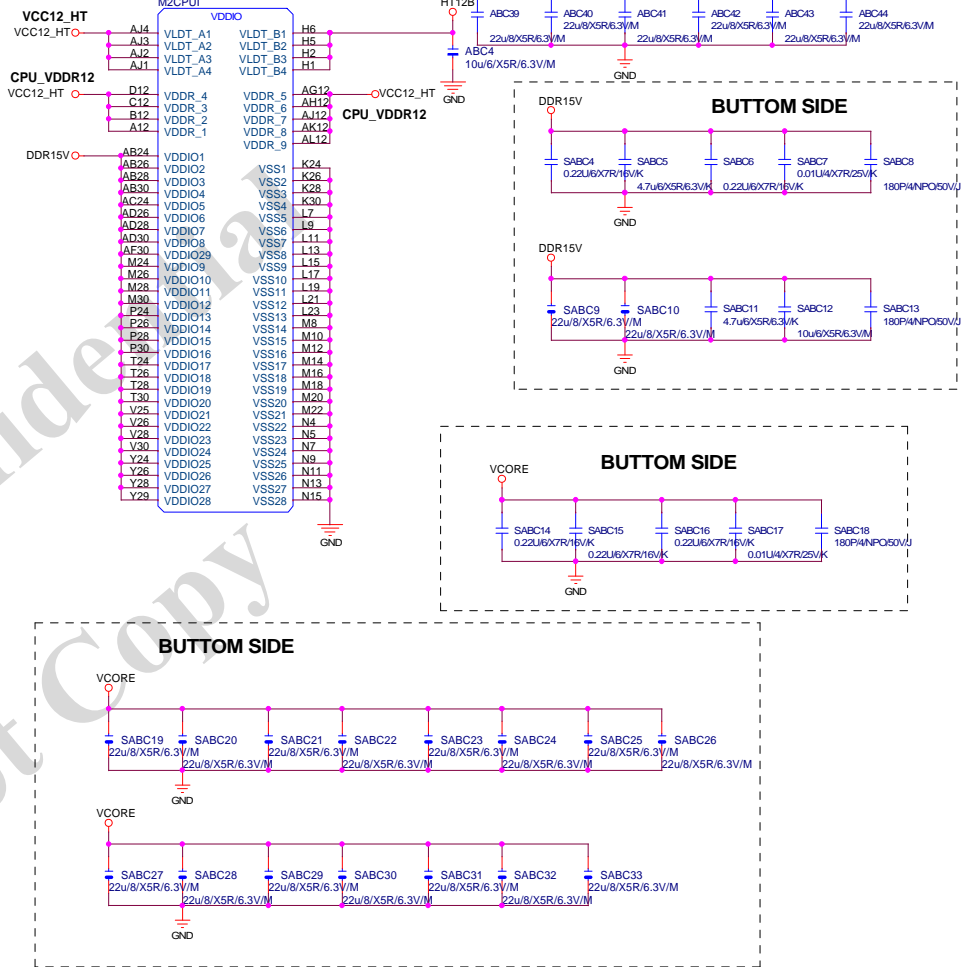 M2CPUI
VDDIO
VCC12_HT
VCC12_HT
AJ4 VLDT_A1 VLDT_B1 H6
AJ3 VLDT_A2 VLDT_B2 H5
AJ2 VLDT_A3 VLDT_B3 H2
AJ1 VLDT_A4 VLDT_B4 H1
HT12B
ABC4
10u/6/X5R/6.3V/M
GND
ABC39
22u/8/X5R/6.3V/M
ABC40
22u/8/X5R/6.3V/M
ABC41
22u/8/X5R/6.3V/M
ABC42
22u/8/X5R/6.3V/M
ABC43
22u/8/X5R/6.3V/M
ABC44
22u/8/X5R/6.3V/M
GND
CPU_VDDR12
VCC12_HT
D12 VDDR_4 VDDR_5 AG12
C12 VDDR_3 VDDR_6 AH12
B12 VDDR_2 VDDR_7 AJ12
A12 VDDR_1 VDDR_8 AK12
VDDR_9 AL12
VCC12_HT
CPU_VDDR12
DDR15V
AB24 VDDIO1
AB26 VDDIO2 VSS1 K24
AB28 VDDIO3 VSS2 K26
AB30 VDDIO4 VSS3 K28
AC24 VDDIO5 VSS4 K30
AD26 VDDIO6 VSS5 L7
AD28 VDDIO7 VSS6 L9
AD30 VDDIO8 VSS7 L11
AF30 VDDIO29 VSS8 L13
M24 VDDIO9 VSS9 L15
M26 VDDIO10 VSS10 L17
M28 VDDIO11 VSS11 L19
M30 VDDIO12 VSS12 L21
P24 VDDIO13 VSS13 L23
P26 VDDIO14 VSS14 M8
P28 VDDIO15 VSS15 M10
P30 VDDIO16 VSS16 M12
T24 VDDIO17 VSS17 M14
T26 VDDIO18 VSS18 M16
T28 VDDIO19 VSS19 M18
T30 VDDIO20 VSS20 M20
V25 VDDIO21 VSS21 M22
V26 VDDIO22 VSS22 N4
V28 VDDIO23 VSS23 N5
V30 VDDIO24 VSS24 N7
Y24 VDDIO25 VSS25 N9
Y26 VDDIO26 VSS26 N11
Y28 VDDIO27 VSS27 N13
Y29 VDDIO28 VSS28 N15
GND
BUTTOM SIDE
DDR15V
SABC4
0.22U/6/X7R/16V/K
SABC5
4.7u/6/X5R/6.3V/K
SABC6
0.22U/6/X7R/16V/K
SABC7
0.01U/4/X7R/25V/K
SABC8
180P/4/NPO/50V/J
GND
DDR15V
SABC9
22u/8/X5R/6.3V/M
SABC10
22u/8/X5R/6.3V/M
SABC11
4.7u/6/X5R/6.3V/K
SABC12
10u/6/X5R/6.3V/M
SABC13
180P/4/NPO/50V/J
GND
BUTTOM SIDE
VCORE
SABC14
0.22U/6/X7R/16V/K
SABC15
0.22U/6/X7R/16V/K
SABC16
0.22U/6/X7R/16V/K
SABC17
0.01U/4/X7R/25V/K
SABC18
180P/4/NPO/50V/J
GND
BUTTOM SIDE
VCORE
SABC19
22u/8/X5R/6.3V/M
SABC20
22u/8/X5R/6.3V/M
SABC21
22u/8/X5R/6.3V/M
SABC22
22u/8/X5R/6.3V/M
SABC23
22u/8/X5R/6.3V/M
SABC24
22u/8/X5R/6.3V/M
SABC25
22u/8/X5R/6.3V/M
SABC26
22u/8/X5R/6.3V/M
GND
VCORE
SABC27
22u/8/X5R/6.3V/M
SABC28
22u/8/X5R/6.3V/M
SABC29
22u/8/X5R/6.3V/M
SABC30
22u/8/X5R/6.3V/M
SABC31
22u/8/X5R/6.3V/M
SABC32
22u/8/X5R/6.3V/M
SABC33
22u/8/X5R/6.3V/M
GND
Copy